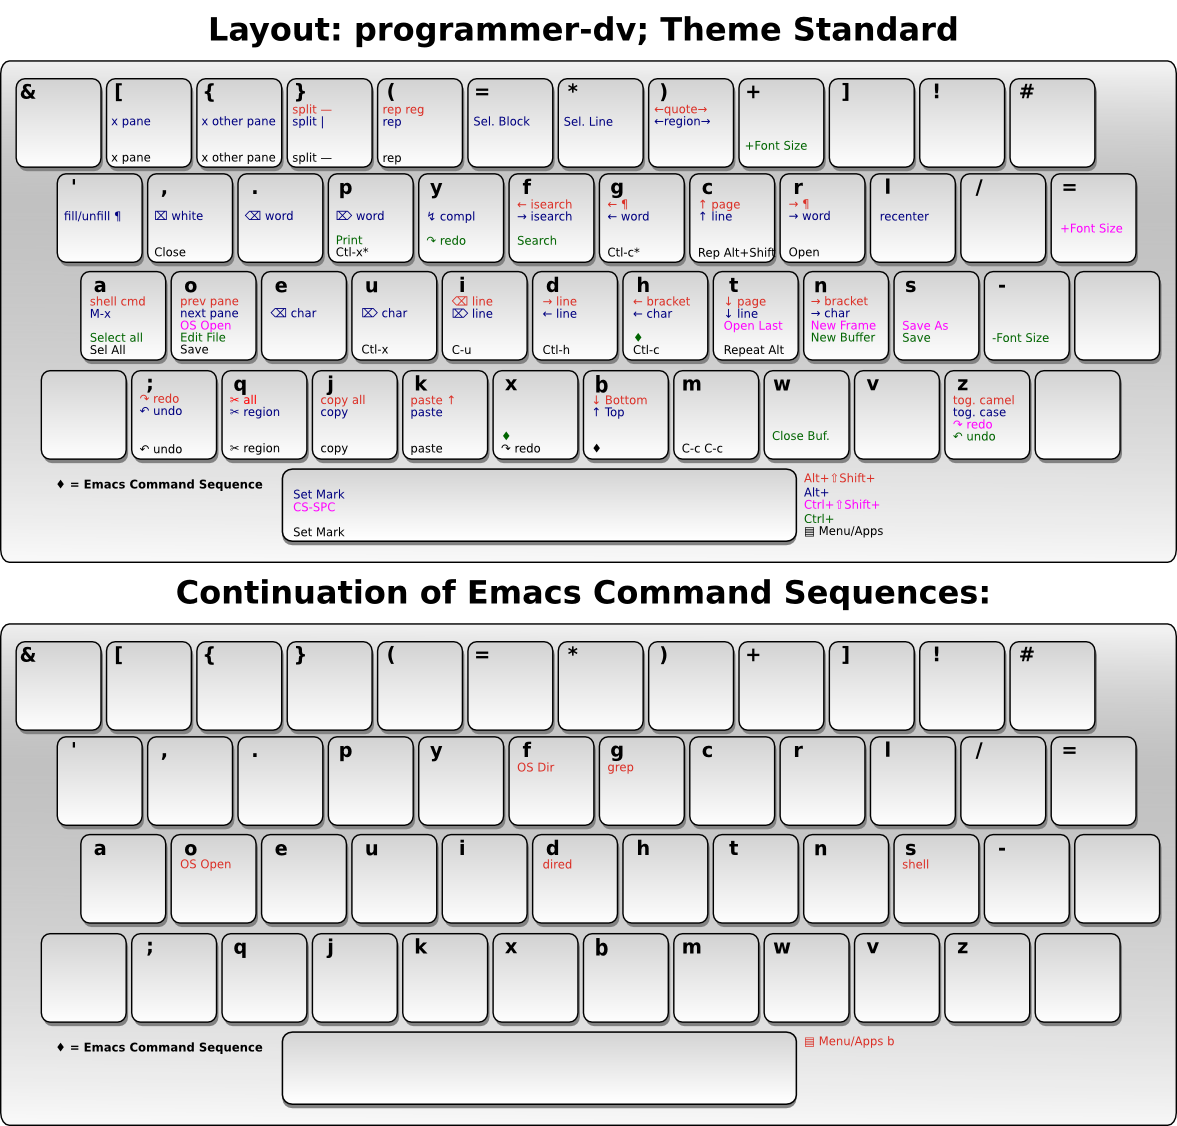 Layout: programmer-dv; Theme Standard
& [ { } ( = * ) + ] ! #
split — rep reg ←quote→
x pane x other pane split | rep Sel. Block Sel. Line ←region→
+Font Size
x pane x other pane split — rep
' , . p y f g c r l / =
← isearch ← ¶ ↑ page → ¶
fill/unfill ¶ ⌧ white ⌫ word ⌦ word ↯ compl → isearch ← word ↑ line → word recenter
+Font Size
Print ↷ redo Search
Close Ctl-x* Ctl-c* Rep Alt+Shift Open
a o e u i d h t n s -
shell cmd prev pane ⌫ line → line ← bracket ↓ page → bracket
M-x next pane ⌫ char ⌦ char ⌦ line ← line ← char ↓ line → char
OS Open Open Last New Frame Save As
Select all Edit File ♦ New Buffer Save -Font Size
Sel All Save Ctl-x C-u Ctl-h Ctl-c Repeat Alt
; q j k x b m w v z
↷ redo ✂ all copy all paste ↑ ↓ Bottom tog. camel
↶ undo ✂ region copy paste ↑ Top tog. case
↷ redo
♦ Close Buf. ↶ undo
↶ undo ✂ region copy paste ↷ redo ♦ C-c C-c
♦ = Emacs Command Sequence
Set Mark
CS-SPC
Set Mark
Alt+⇧Shift+
Alt+
Ctrl+⇧Shift+
Ctrl+
▤ Menu/Apps
Continuation of Emacs Command Sequences:
& [ { } ( = * ) + ] ! #
' , . p y f g c r l / =
OS Dir grep
a o e u i d h t n s -
OS Open dired shell
; q j k x b m w v z
♦ = Emacs Command Sequence
▤ Menu/Apps b